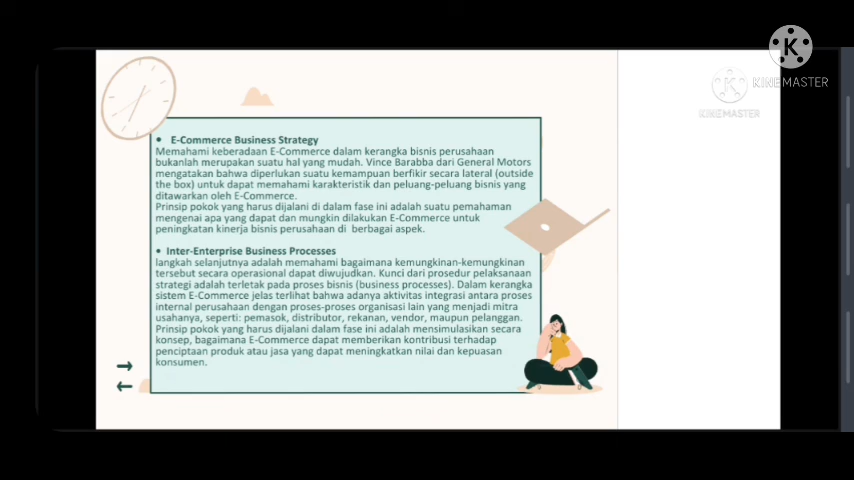 K
KINEMASTER
K
KINEMASTER
• E-Commerce Business Strategy
Memahami keberadaan E-Commerce dalam kerangka bisnis perusahaan
bukanlah merupakan suatu hal yang mudah. Vince Barabba dari General Motors
mengatakan bahwa diperlukan suatu kemampuan berfikir secara lateral (outside
the box) untuk dapat memahami karakteristik dan peluang-peluang bisnis yang
ditawarkan oleh E-Commerce.
Prinsip pokok yang harus dijalani di dalam fase ini adalah suatu pemahaman
mengenai apa yang dapat dan mungkin dilakukan E-Commerce untuk
peningkatan kinerja bisnis perusahaan di berbagai aspek.
• Inter-Enterprise Business Processes
langkah selanjutnya adalah memahami bagaimana kemungkinan-kemungkinan
tersebut secara operasional dapat diwujudkan. Kunci dari prosedur pelaksanaan
strategi adalah terletak pada proses bisnis (business processes). Dalam kerangka
sistem E-Commerce jelas terlihat bahwa adanya aktivitas integrasi antara proses
internal perusahaan dengan proses-proses organisasi lain yang menjadi mitra
usahanya, seperti: pemasok, distributor, rekanan, vendor, maupun pelanggan.
Prinsip pokok yang harus dijalani dalam fase ini adalah mensimulasikan secara
konsep, bagaimana E-Commerce dapat memberikan kontribusi terhadap
penciptaan produk atau jasa yang dapat meningkatkan nilai dan kepuasan
konsumen.